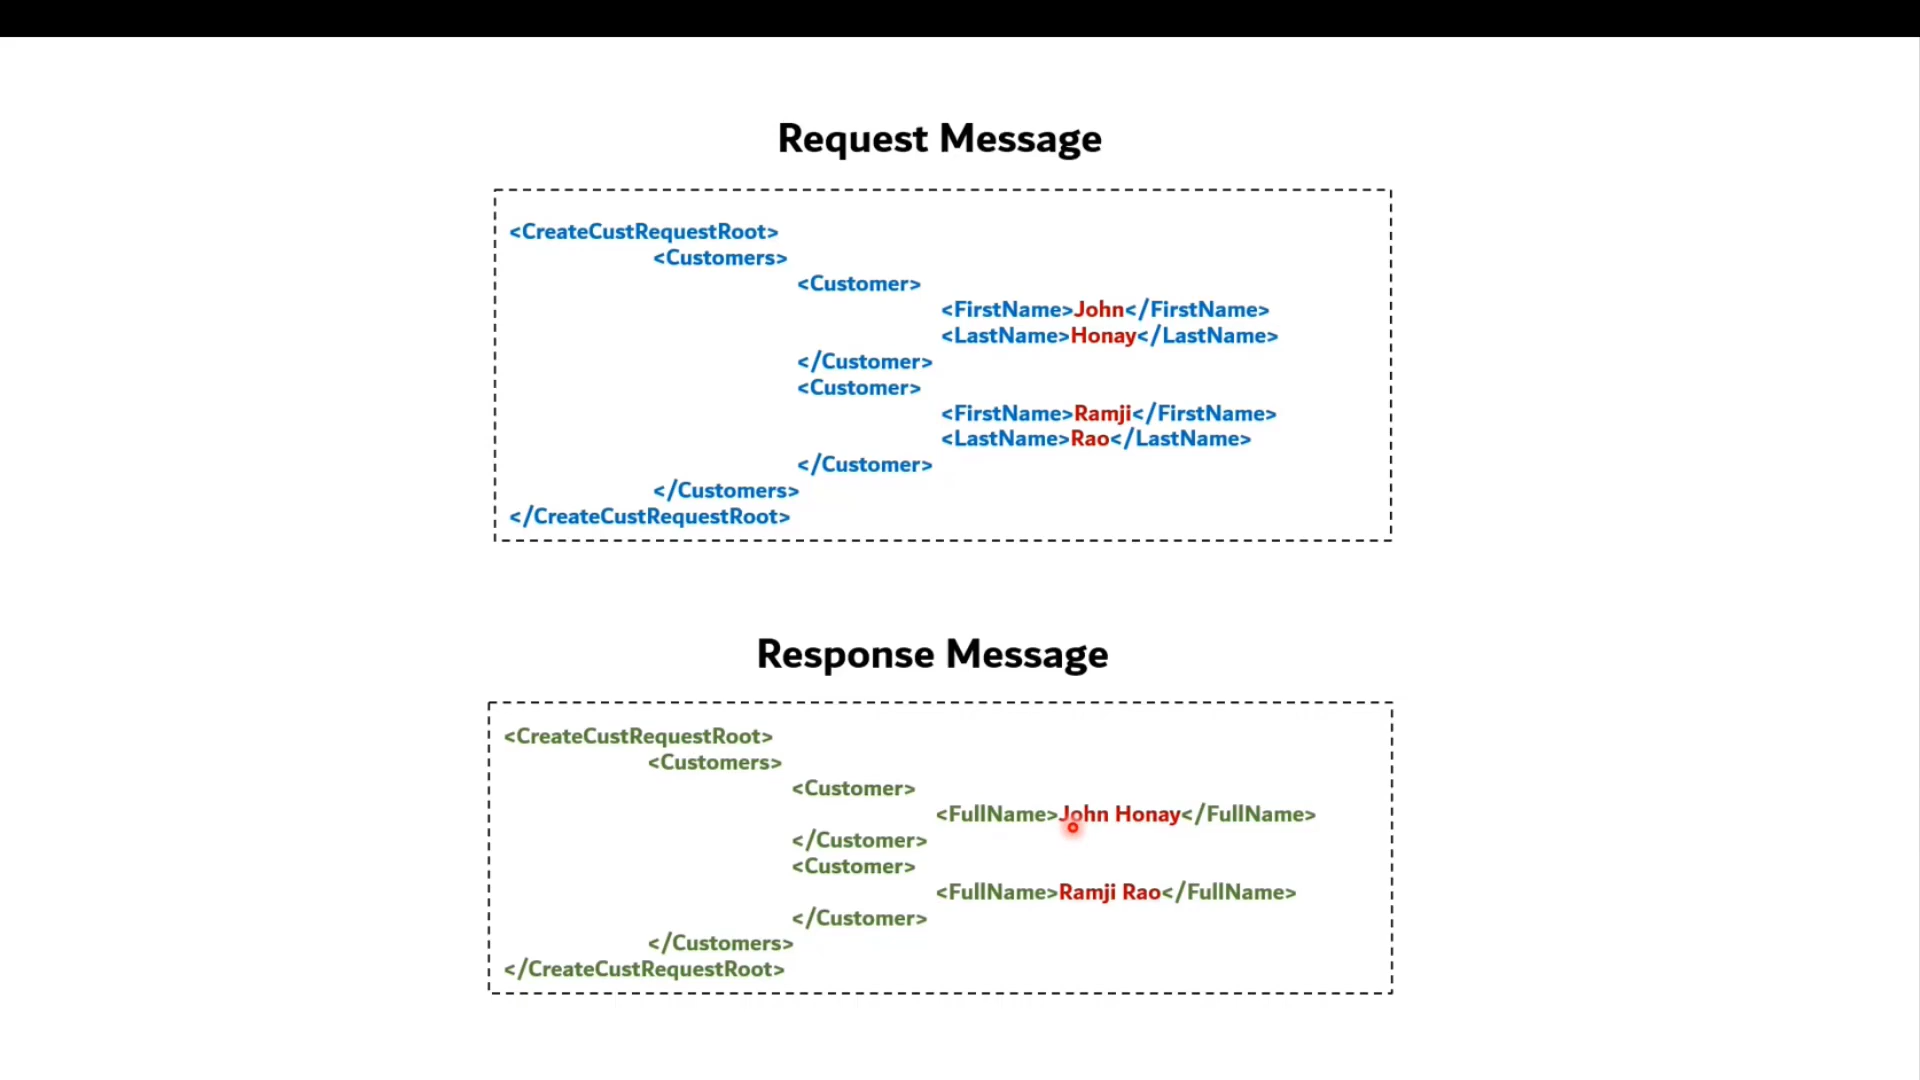 Request Message
<CreateCustRequestRoot>
<Customers>
<Customer>
<FirstName>John</FirstName>
<LastName>Honay</LastName>
</Customer>
<Customer>
<FirstName>Ramji</FirstName>
<LastName>Rao</LastName>
</Customer>
</Customers>
</CreateCustRequestRoot>
Response Message
<CreateCustRequestRoot>
<Customers>
<Customer>
<FullName>John Honay</FullName>
</Customer>
<Customer>
<FullName>Ramji Rao</FullName>
</Customer>
</Customers>
</CreateCustRequestRoot>